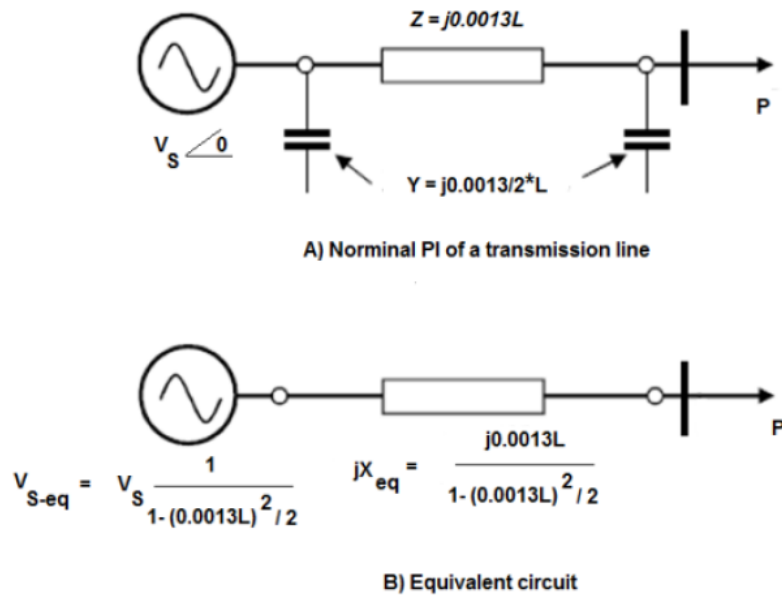 Z = j0.0013L
P
V
S
0
Y = j0.0013/2*L
A) Norminal PI of a transmission line
P
V S-eq = V S 1 / 1- (0.0013L) 2 / 2
jX eq = j0.0013L / 1- (0.0013L) 2 / 2
B) Equivalent circuit